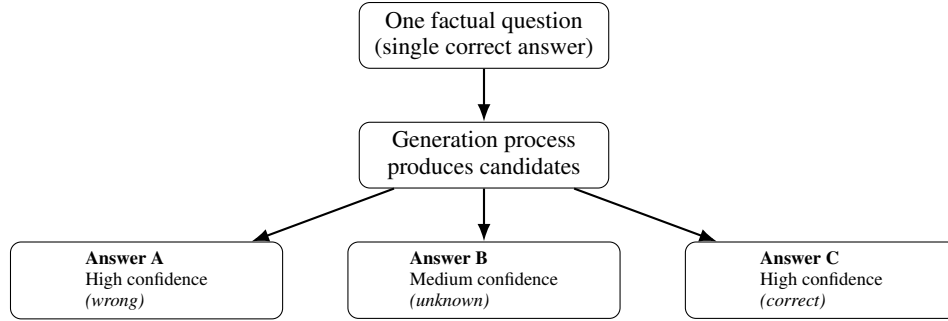 One factual question
(single correct answer)
Generation process
produces candidates
Answer A
High confidence
(wrong)
Answer B
Medium confidence
(unknown)
Answer C
High confidence
(correct)